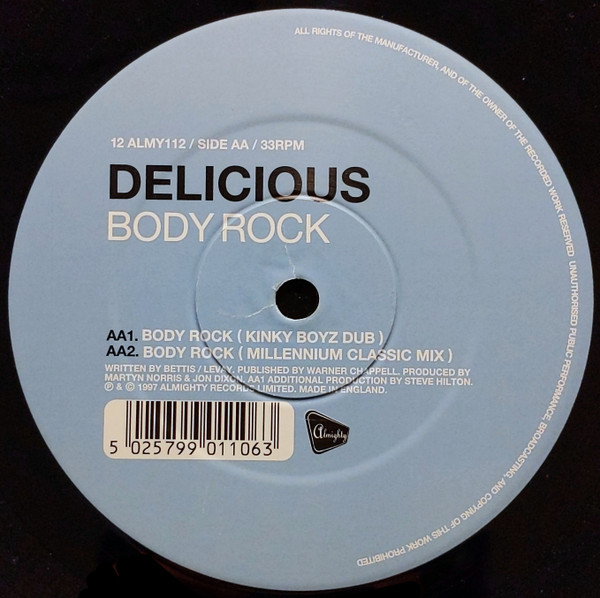 ALL RIGHTS OF THE MANUFACTURER, AND OF THE OWNER OF THE RECORDED WORK RESERVED UNAUTHORISED PUBLIC PERFORMANCE, BROADCASTING, AND COPYING OF THIS WORK PROHIBITED
12 ALMY112 / SIDE AA / 33RPM
DELICIOUS
BODY ROCK
AA1. BODY ROCK ( KINKY BOYZ DUB )
AA2. BODY ROCK ( MILLENNIUM CLASSIC MIX )
WRITTEN BY BETTIS / LEVAY. PUBLISHED BY WARNER CHAPPELL. PRODUCED BY
MARTYN NORRIS & JON DIXON. AA1 ADDITIONAL PRODUCTION BY STEVE HILTON.
℗ & © 1997 ALMIGHTY RECORDS LIMITED. MADE IN ENGLAND.
5 025799 011063
Almighty